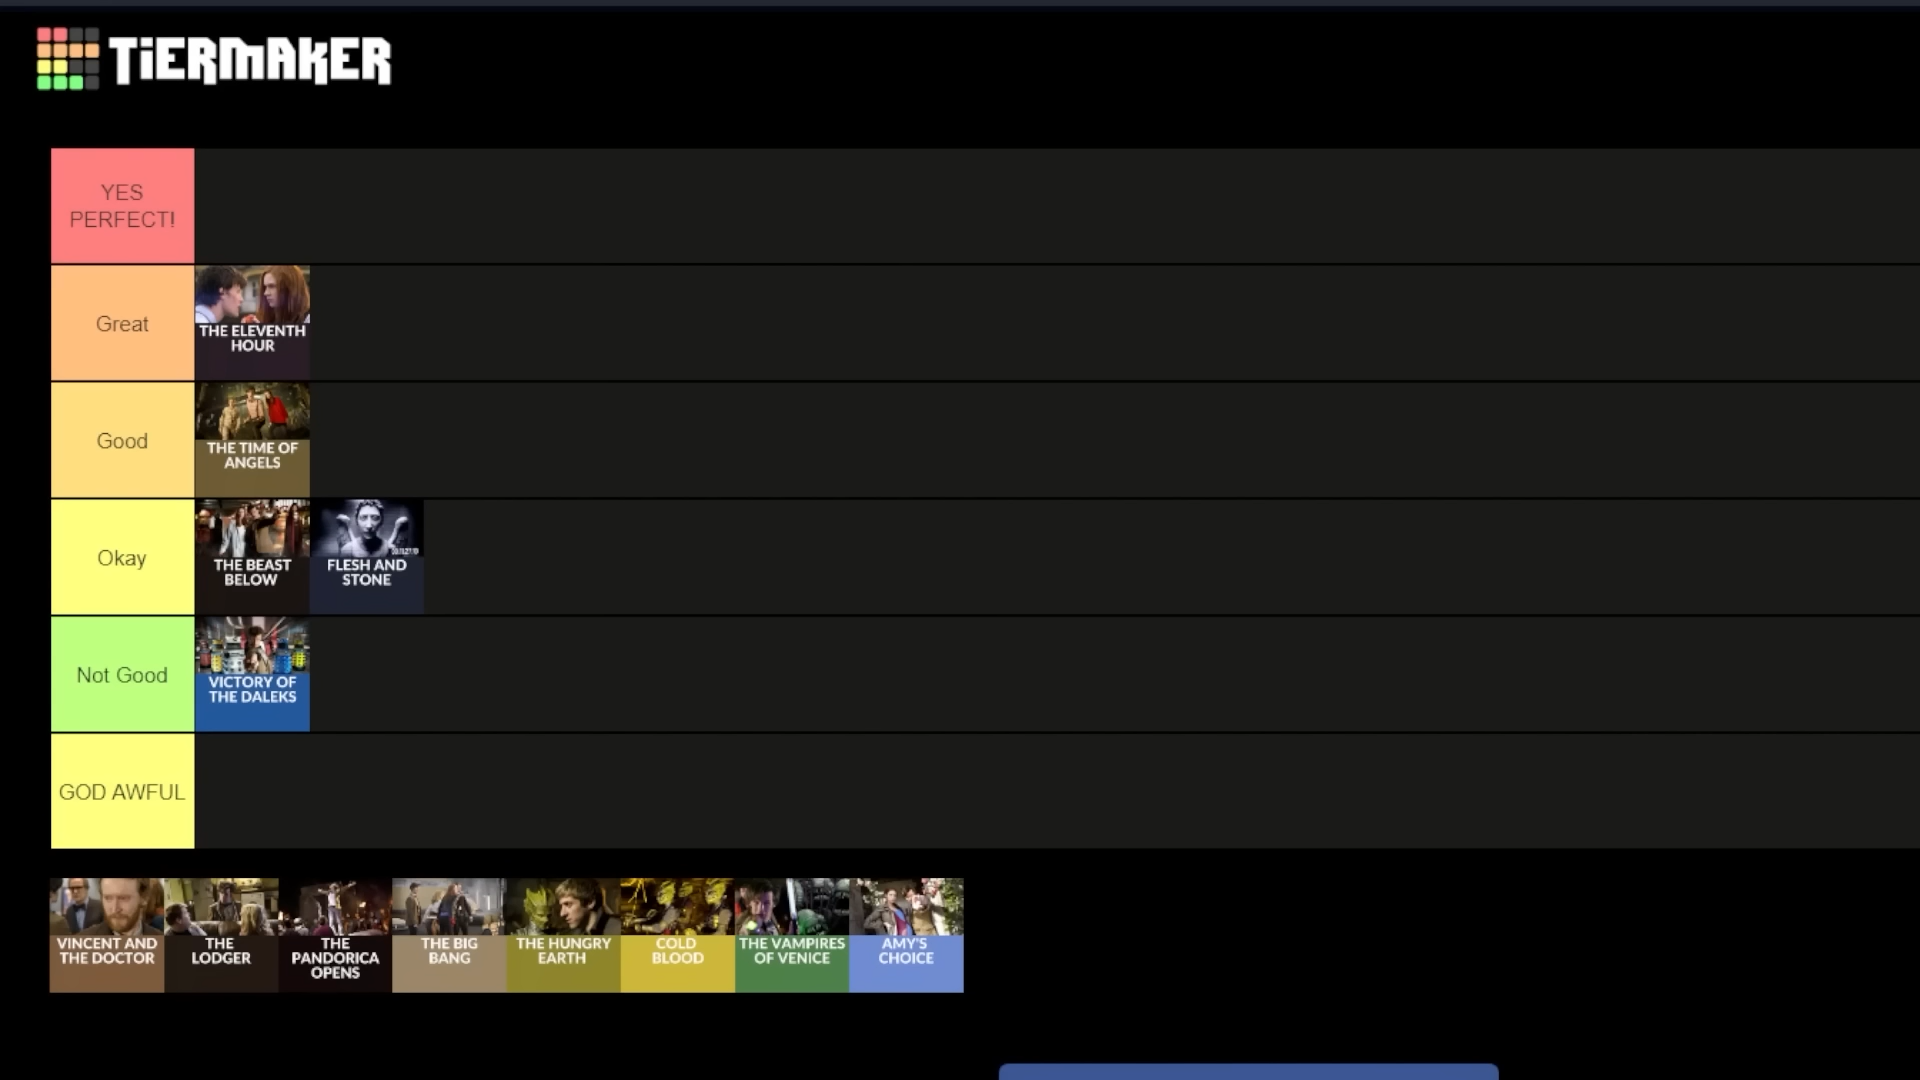 TiERMAKER
YES
PERFECT!
Great
THE ELEVENTH
HOUR
Good
THE TIME OF
ANGELS
Okay
THE BEAST
BELOW
FLESH AND
STONE
Not Good
VICTORY OF
THE DALEKS
GOD AWFUL
VINCENT AND
THE DOCTOR
THE
LODGER
THE
PANDORICA
OPENS
THE BIG
BANG
THE HUNGRY
EARTH
COLD
BLOOD
THE VAMPIRES
OF VENICE
AMY'S
CHOICE